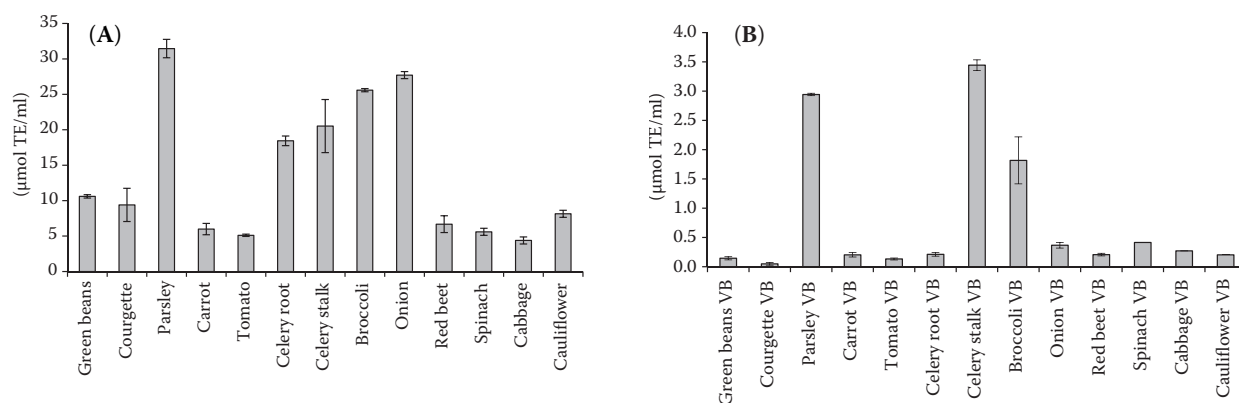 (A)
(µmol TE/ml)
35
30
25
20
15
10
5
0
Green beans
Courgette
Parsley
Carrot
Tomato
Celery root
Celery stalk
Broccoli
Onion
Red beet
Spinach
Cabbage
Cauliflower
(B)
(µmol TE/ml)
4.0
3.5
3.0
2.5
2.0
1.5
1.0
0.5
0.0
Green beans VB
Courgette VB
Parsley VB
Carrot VB
Tomato VB
Celery root VB
Celery stalk VB
Broccoli VB
Onion VB
Red beet VB
Spinach VB
Cabbage VB
Cauliflower VB